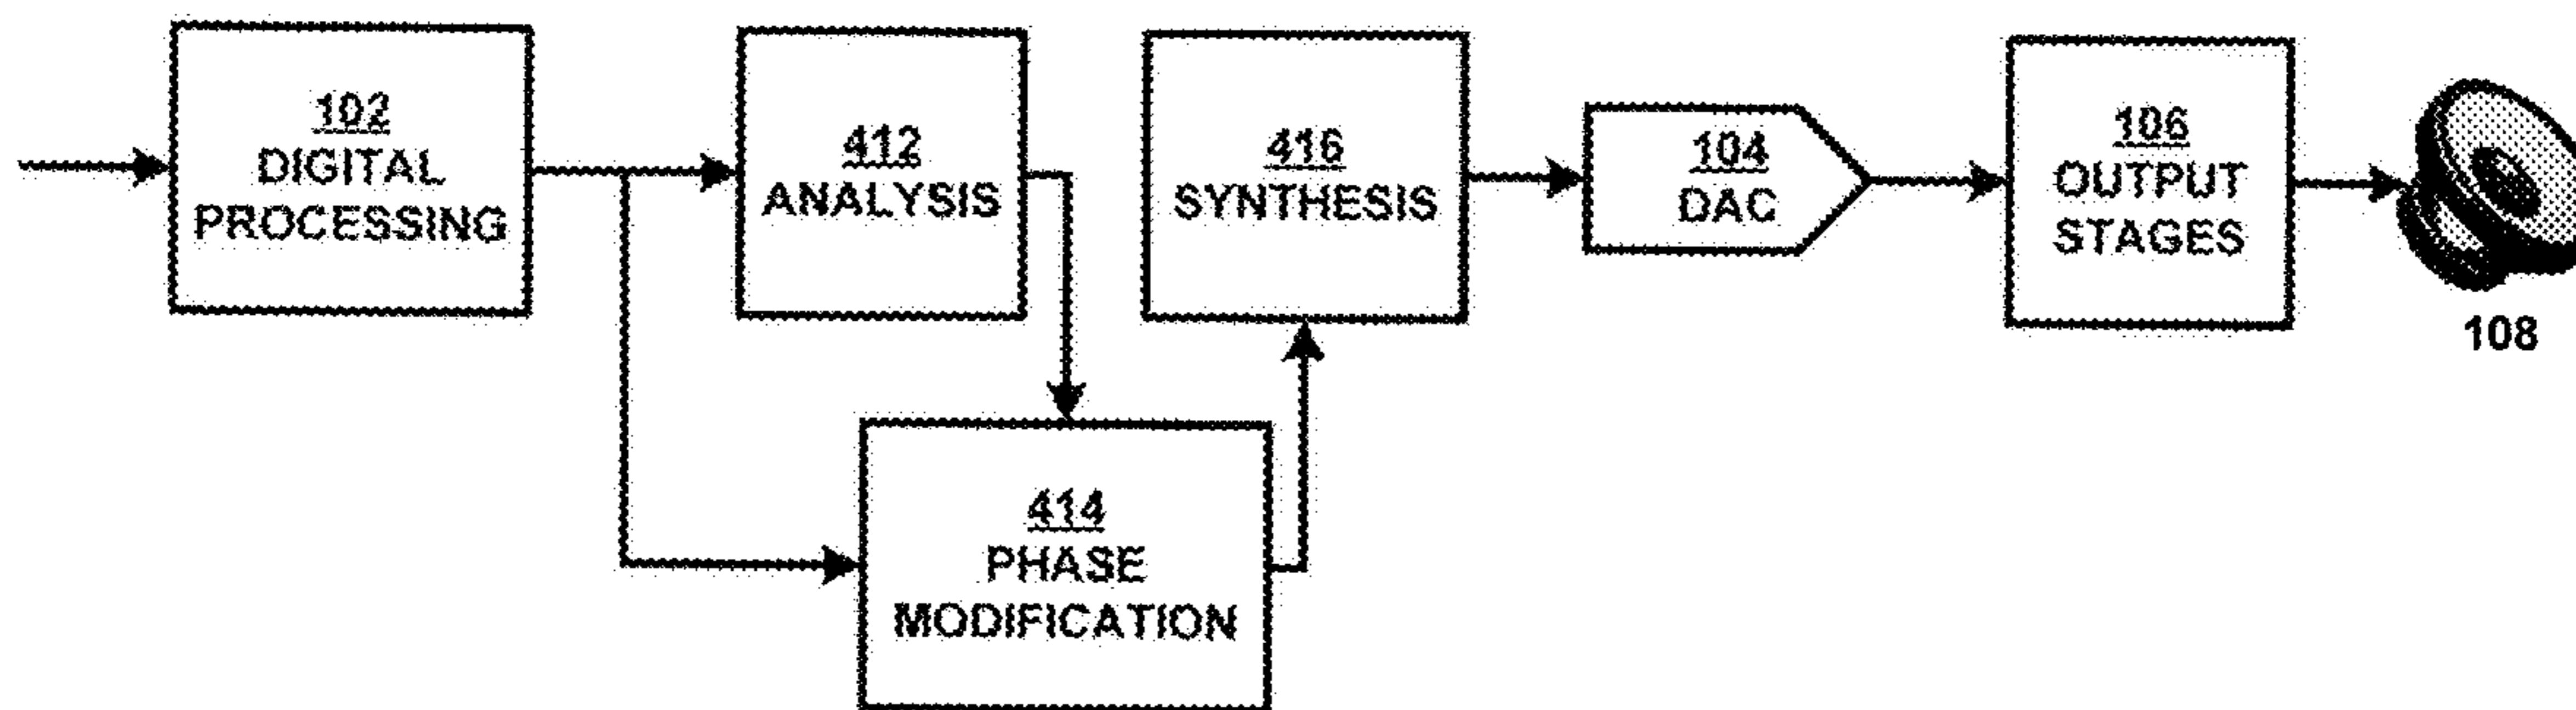 102
DIGITAL
PROCESSING
412
ANALYSIS
416
SYNTHESIS
104
DAC
106
OUTPUT
STAGES
108
414
PHASE
MODIFICATION